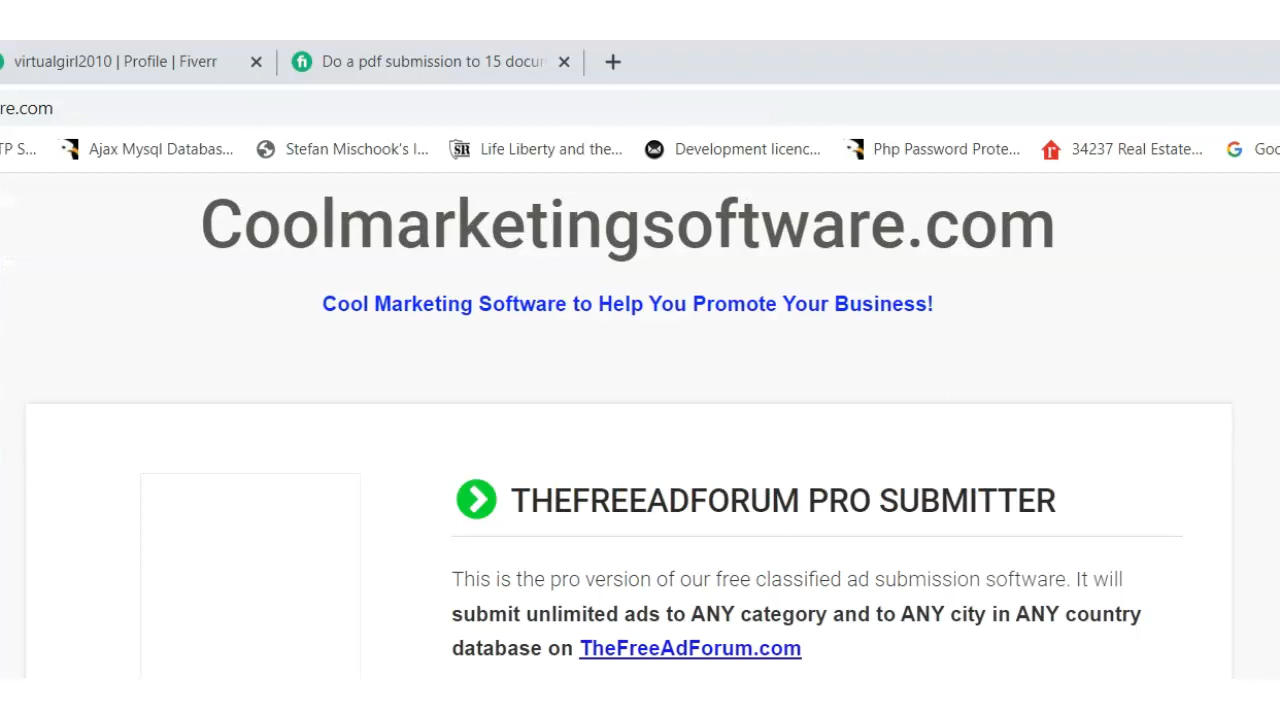 virtualgirl2010 | Profile | Fiverr
Do a pdf submission to 15 docu
re.com
TP S...
Ajax Mysql Databas...
Stefan Mischook's I...
SR
Life Liberty and the...
Development licenc...
Php Password Prote...
34237 Real Estate...
Goo
Coolmarketingsoftware.com
Cool Marketing Software to Help You Promote Your Business!
THEFREEADFORUM PRO SUBMITTER
This is the pro version of our free classified ad submission software. It will
submit unlimited ads to ANY category and to ANY city in ANY country
database on TheFreeAdForum.com